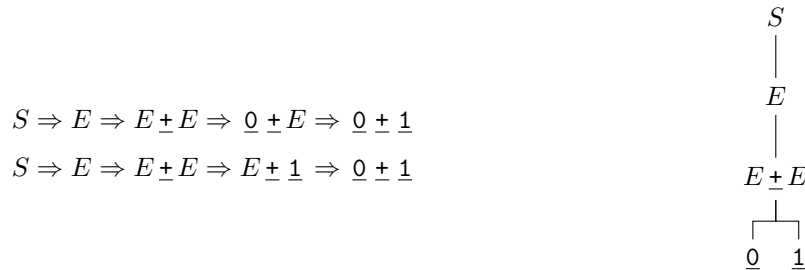 S
E
S ⇒ E ⇒ E + E ⇒ 0 + E ⇒ 0 + 1
S ⇒ E ⇒ E + E ⇒ E + 1 ⇒ 0 + 1
E + E
0 1